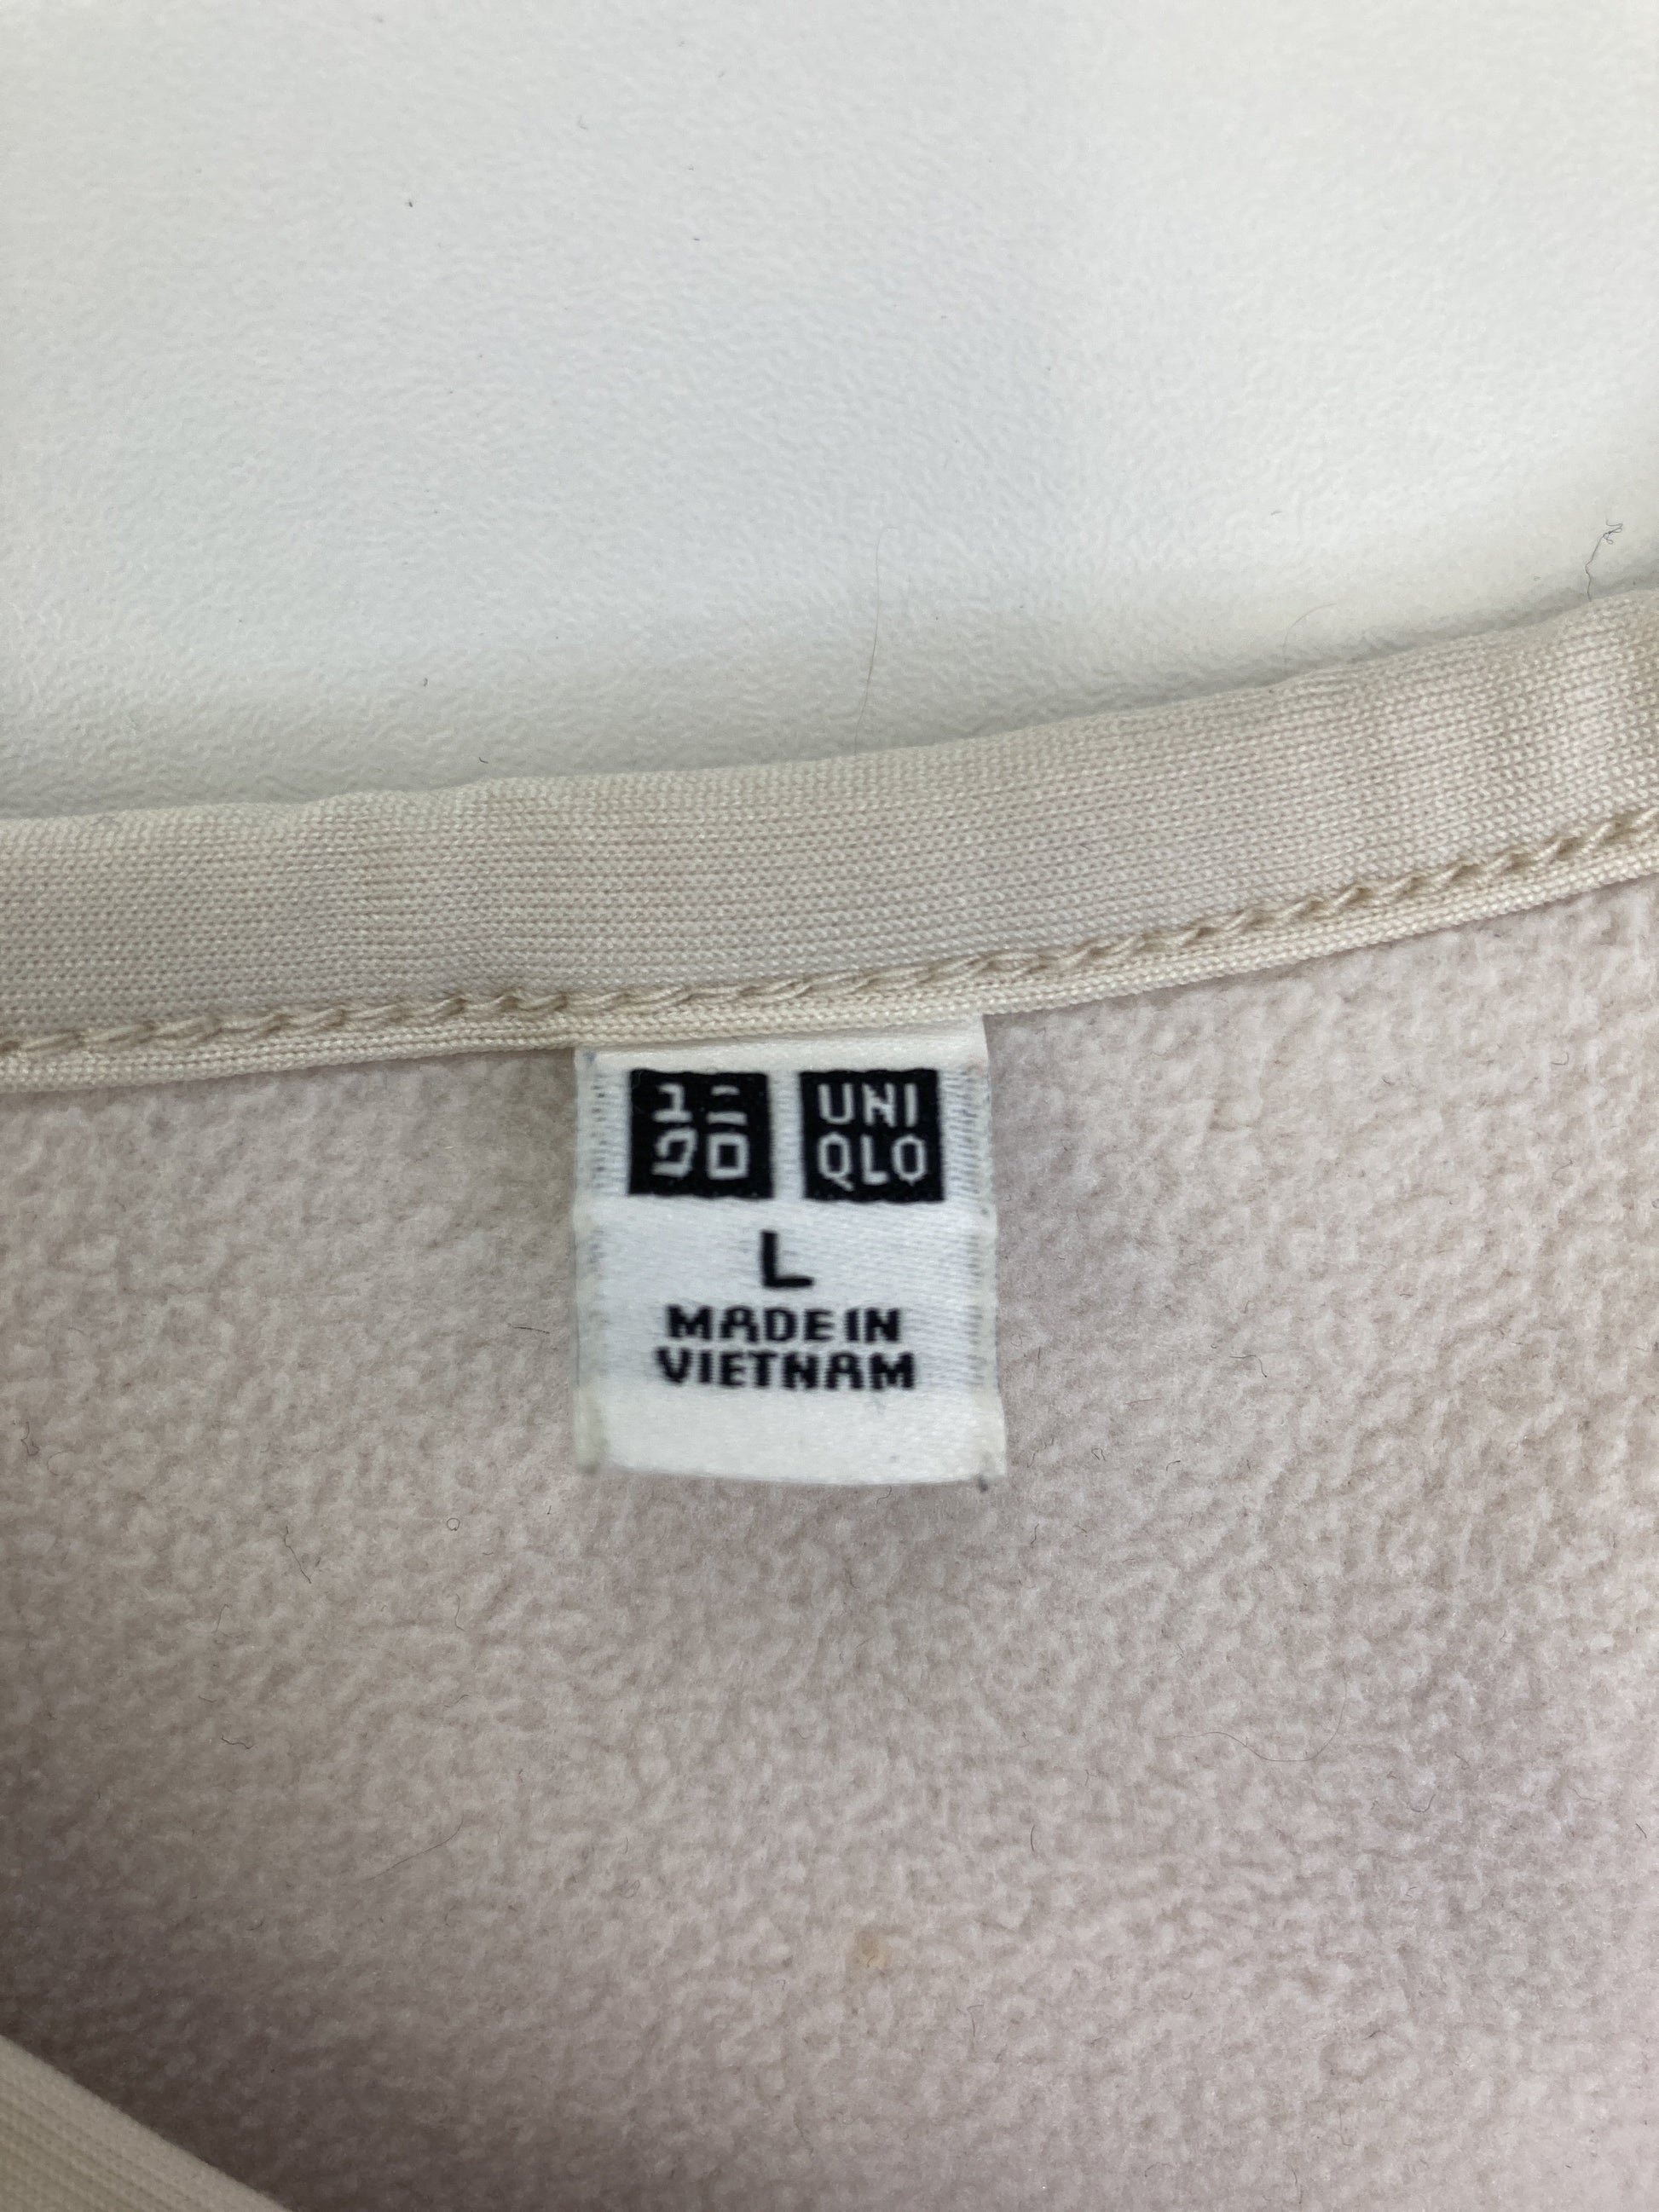 ユニ UNI
クロ QLO
L
MADE IN
VIETNAM